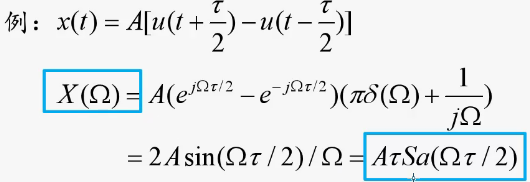 例：x(t) = A[u(t + τ/2) − u(t − τ/2)]
X(Ω) = A(e^{jΩτ/2} − e^{−jΩτ/2})(πδ(Ω) + 1/jΩ)
= 2A sin(Ωτ / 2) / Ω = AτSa(Ωτ / 2)